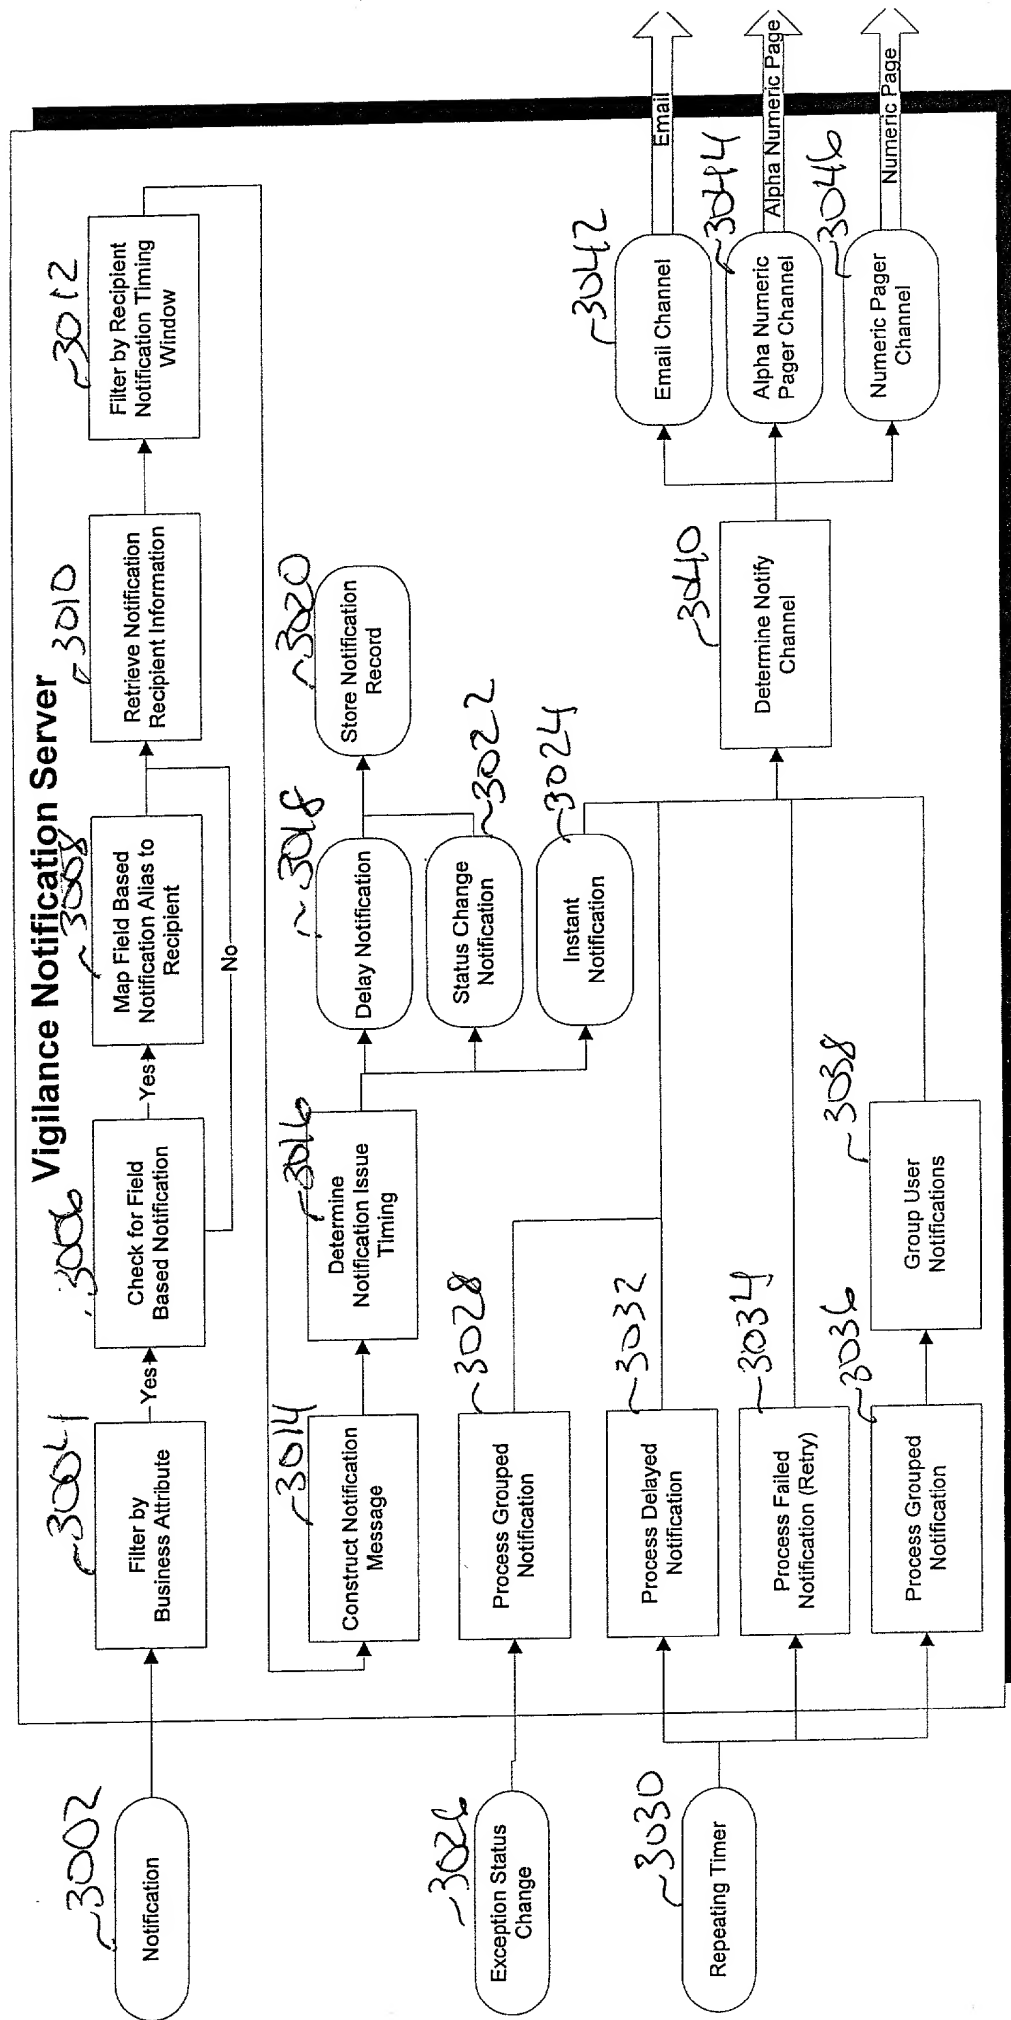 Vigilance Notification Server
~3002
Notification
~3004
Filter by
Business Attribute
Yes
~3006
Check for Field
Based Notification
Yes
No
~3008
Map Field Based
Notification Alias to
Recipient
~3010
Retrieve Notification
Recipient Information
~3012
Filter by Recipient
Notification Timing
Window
~3014
Construct Notification
Message
~3016
Determine
Notification Issue
Timing
~3018
Delay Notification
~3020
Store Notification
Record
~3022
Status Change
Notification
~3024
Instant
Notification
~3026
Exception Status
Change
~3028
Process Grouped
Notification
~3030
Repeating Timer
~3032
Process Delayed
Notification
~3034
Process Failed
Notification (Retry)
~3036
Process Grouped
Notification
~3038
Group User
Notifications
~3040
Determine Notify
Channel
~3042
Email Channel
Email
~3044
Alpha Numeric
Pager Channel
Alpha Numeric Page
~3046
Numeric Pager
Channel
Numeric Page